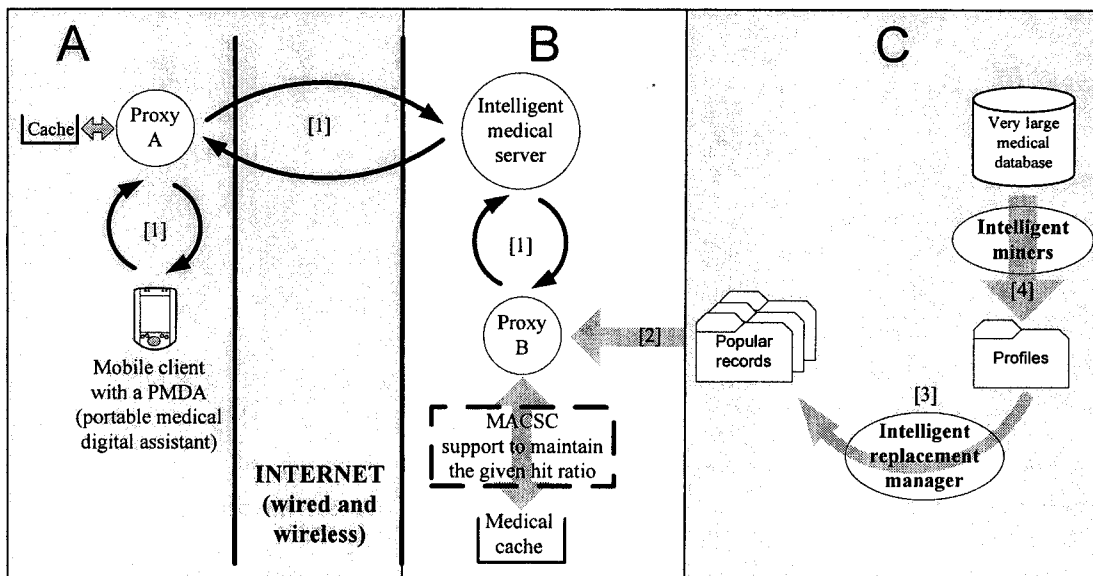 A
B
C
Cache
Proxy
A
[1]
[1]
Mobile client
with a PMDA
(portable medical
digital assistant)
INTERNET
(wired and
wireless)
Intelligent
medical
server
[1]
Proxy
B
[2]
MACSC
support to maintain
the given hit ratio
Medical
cache
Very large
medical
database
Intelligent
miners
[4]
Popular
records
Profiles
[3]
Intelligent
replacement
manager